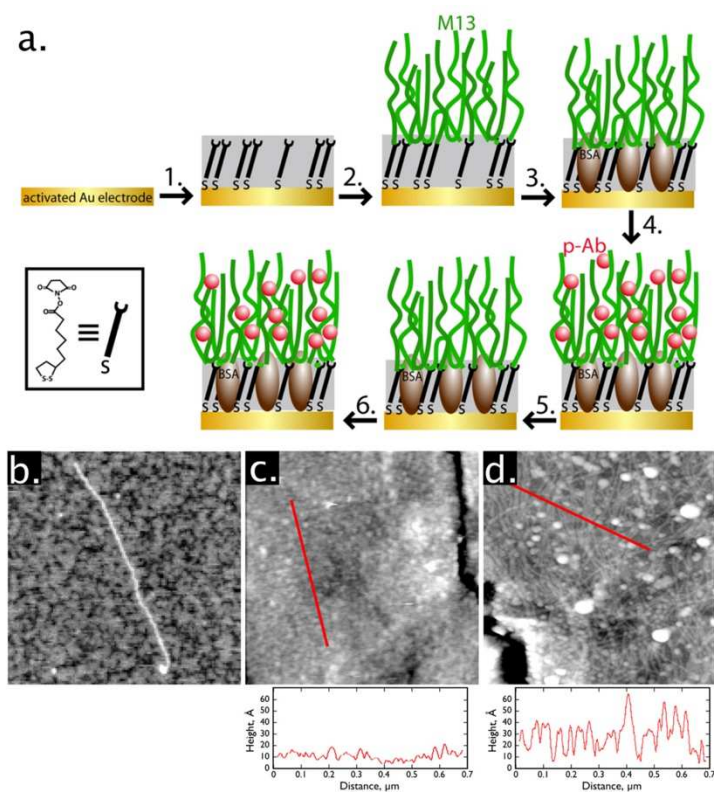 a.
M13
1.
2.
3.
BSA
activated Au electrode
S S S S S S S
4.
p-Ab
BSA
BSA
BSA
O N O
O
O
S-S
S
6.
5.
b.
c.
d.
Height, Å
60
50
40
30
20
10
0
0 0.1 0.2 0.3 0.4 0.5 0.6 0.7
Distance, µm
Height, Å
60
50
40
30
20
10
0
0 0.1 0.2 0.3 0.4 0.5 0.6 0.7
Distance, µm